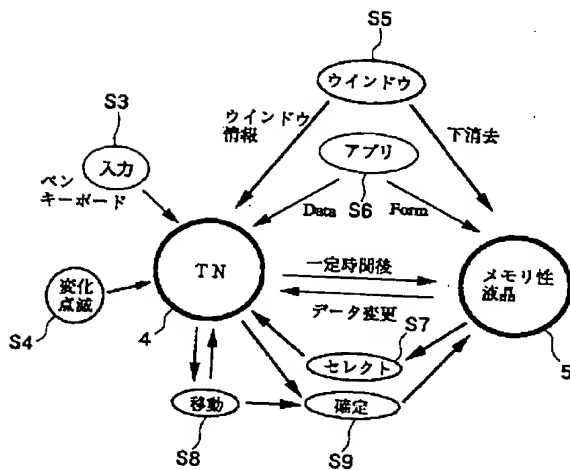 S5
ウインドウ
S3
ウインドウ
情報
下消去
入力
アプリ
ペン
キーボード
Data
S6
Form
TN
一定時間後
メモリ性
液晶
変化
点滅
データ変更
S7
S4
4
セレクト
5
移動
確定
S8
S9